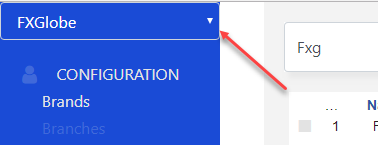 FXGlobe
Fxg
CONFIGURATION
Brands
Branches
...
1